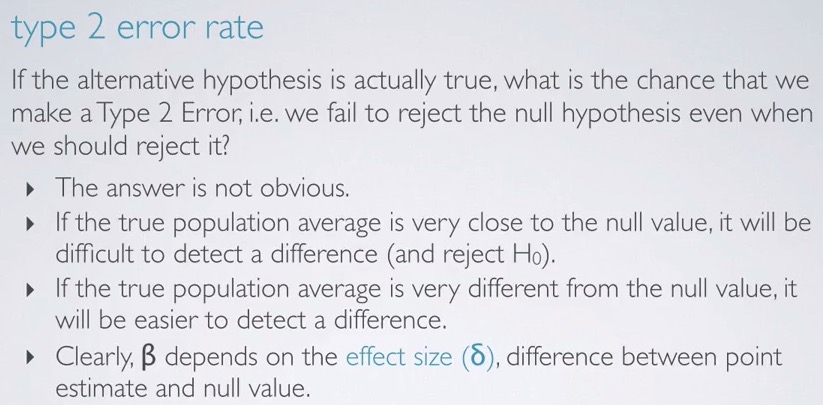 type 2 error rate
If the alternative hypothesis is actually true, what is the chance that we
make a Type 2 Error, i.e. we fail to reject the null hypothesis even when
we should reject it?
‣ The answer is not obvious.
‣ If the true population average is very close to the null value, it will be
difficult to detect a difference (and reject H₀).
‣ If the true population average is very different from the null value, it
will be easier to detect a difference.
‣ Clearly, β depends on the effect size (δ), difference between point
estimate and null value.